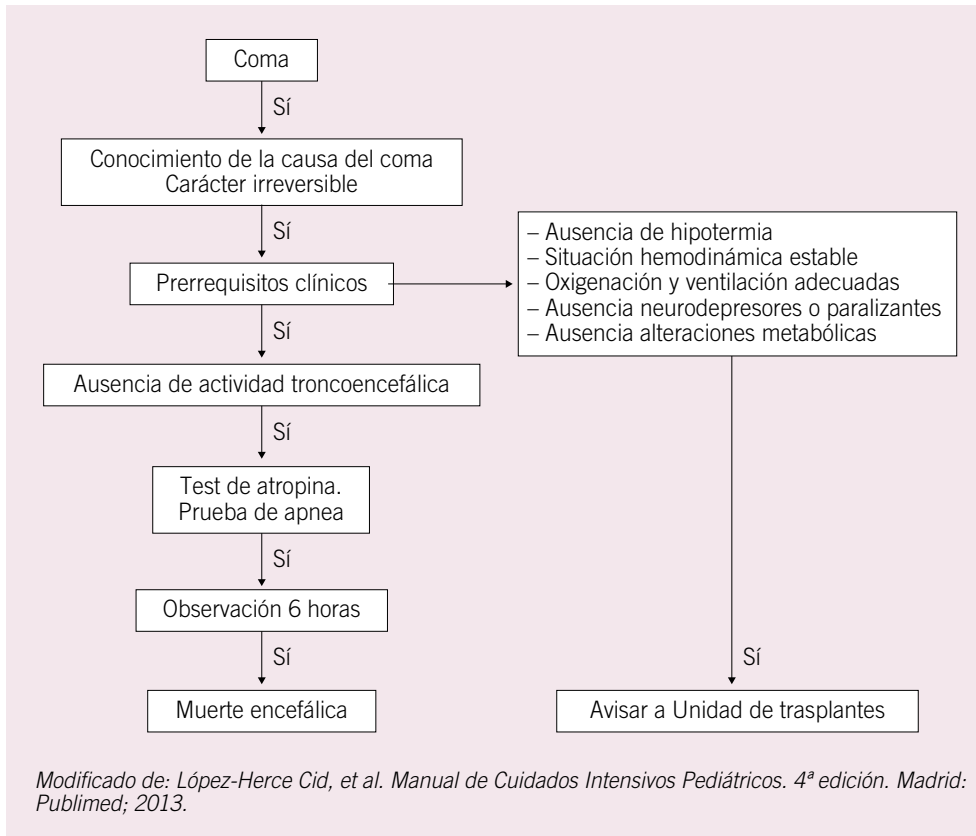 Coma
Sí
Conocimiento de la causa del coma
Carácter irreversible
Sí
Prerrequisitos clínicos
– Ausencia de hipotermia
– Situación hemodinámica estable
– Oxigenación y ventilación adecuadas
– Ausencia neurodepresores o paralizantes
– Ausencia alteraciones metabólicas
Sí
Ausencia de actividad troncoencefálica
Sí
Test de atropina.
Prueba de apnea
Sí
Observación 6 horas
Sí
Muerte encefálica
Sí
Avisar a Unidad de trasplantes
Modificado de: López-Herce Cid, et al. Manual de Cuidados Intensivos Pediátricos. 4ª edición. Madrid:
Publimed; 2013.